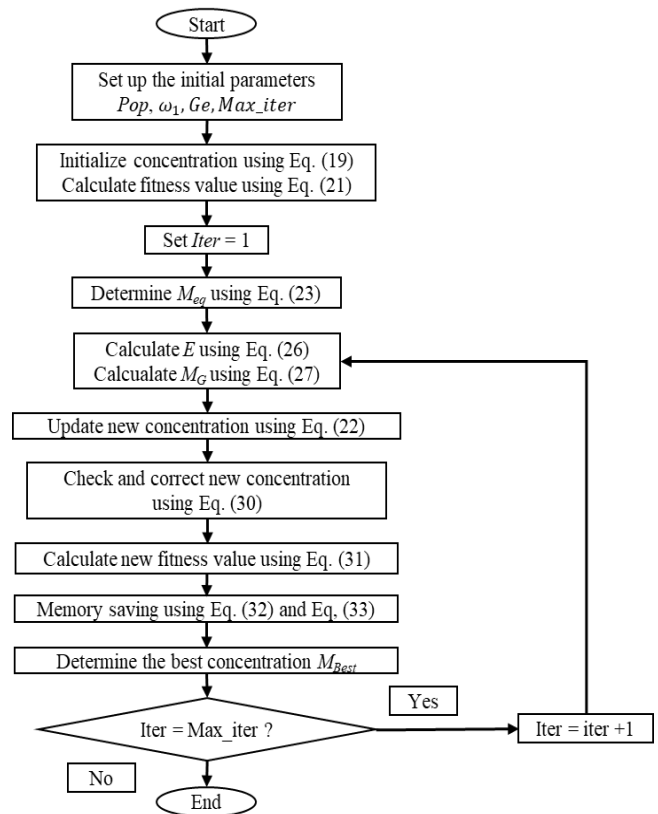 Start
Set up the initial parameters
Pop, ω₁, Ge, Max_iter
Initialize concentration using Eq. (19)
Calculate fitness value using Eq. (21)
Set Iter = 1
Determine M_eq using Eq. (23)
Calculate E using Eq. (26)
Calcualate M_G using Eq. (27)
Update new concentration using Eq. (22)
Check and correct new concentration
using Eq. (30)
Calculate new fitness value using Eq. (31)
Memory saving using Eq. (32) and Eq, (33)
Determine the best concentration M_Best
Iter = Max_iter ?
Yes
Iter = iter +1
No
End